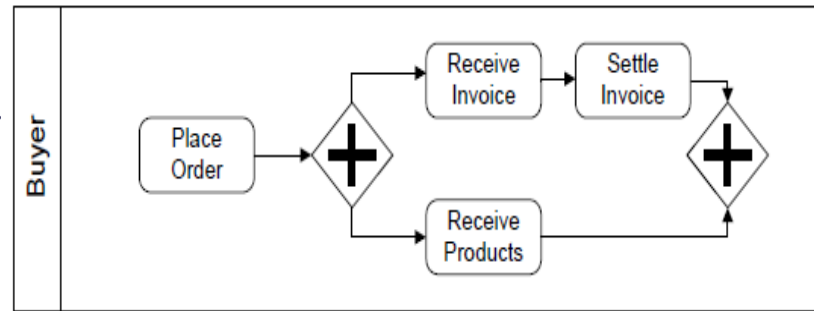 Buyer
Place
Order
Receive
Invoice
Settle
Invoice
Receive
Products